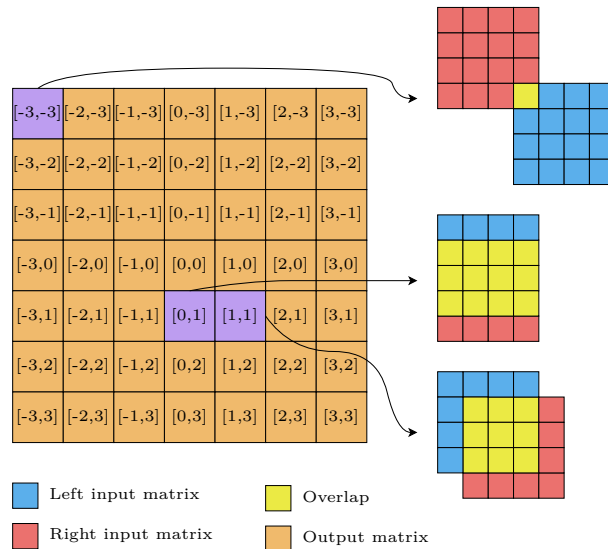 [-3,-3] [-2,-3] [-1,-3] [0,-3] [1,-3] [2,-3 [3,-3]
[-3,-2] [-2,-2] [-1,-2] [0,-2] [1,-2] [2,-2] [3,-2]
[-3,-1] [-2,-1] [-1,-1] [0,-1] [1,-1] [2,-1] [3,-1]
[-3,0] [-2,0] [-1,0] [0,0] [1,0] [2,0] [3,0]
[-3,1] [-2,1] [-1,1] [0,1] [1,1] [2,1] [3,1]
[-3,2] [-2,2] [-1,2] [0,2] [1,2] [2,2] [3,2]
[-3,3] [-2,3] [-1,3] [0,3] [1,3] [2,3] [3,3]
Left input matrix Overlap
Right input matrix Output matrix